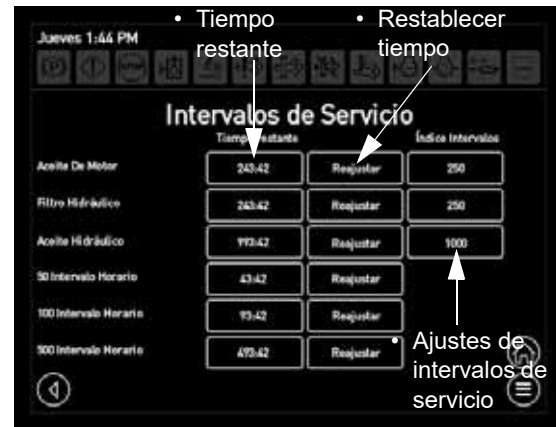 Jueves 1:44 PM
• Tiempo restante
• Restablecer tiempo
Intervalos de Servicio
Tiempo restante
Índice Intervalos
Aceite De Motor 243:42 Reajustar 250
Filtro Hidráulico 243:42 Reajustar 250
Aceite Hidráulico 993:42 Reajustar 1000
50 Intervalo Horario 43:42 Reajustar
100 Intervalo Horario 93:42 Reajustar
500 Intervalo Horario 493:42 Reajustar
• Ajustes de
intervalos de
servicio